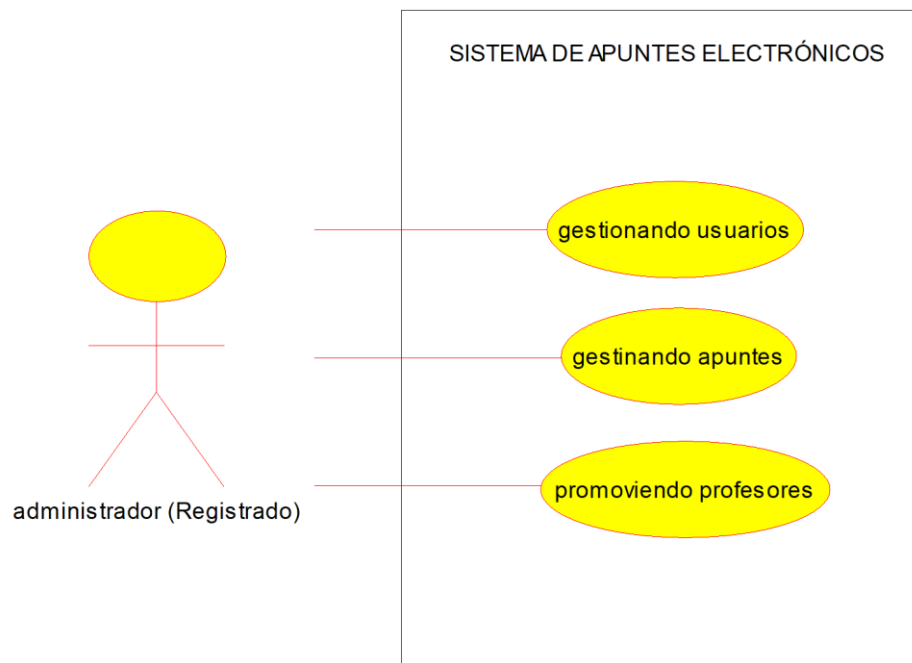 SISTEMA DE APUNTES ELECTRÓNICOS
gestionando usuarios
gestinando apuntes
promoviendo profesores
administrador (Registrado)